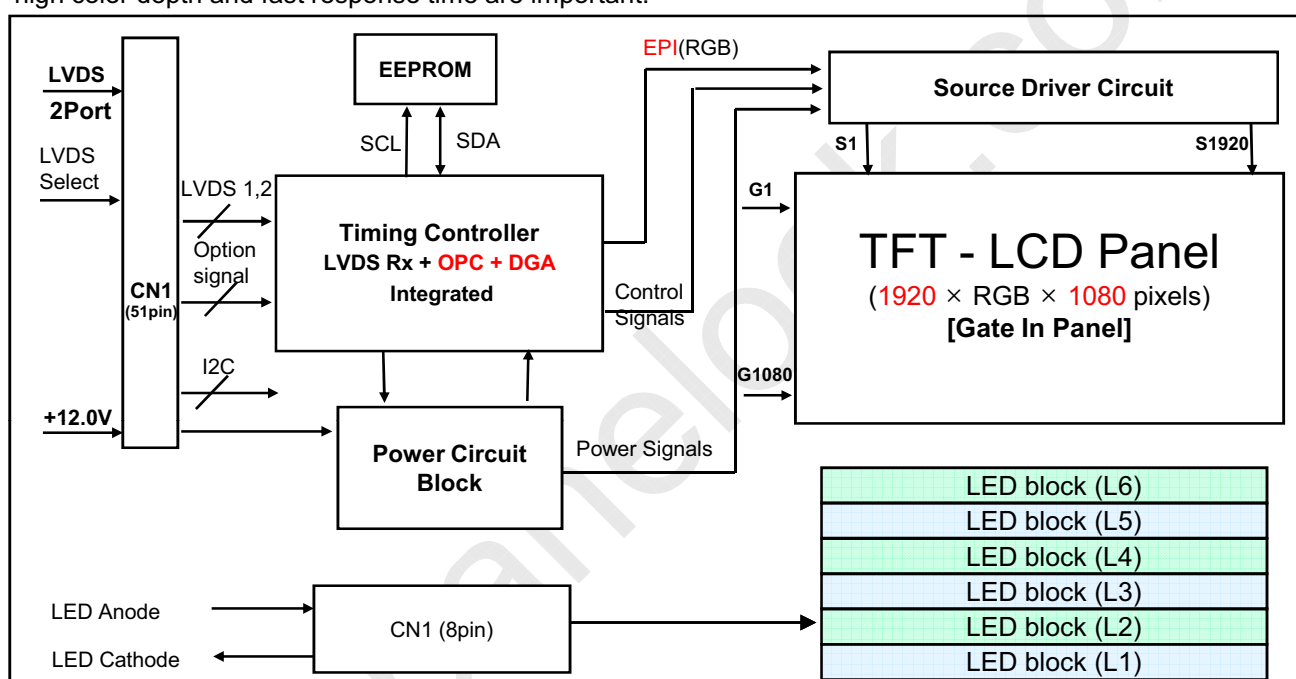 high color depth and fast response time are important.
LVDS
2Port
LVDS
Select
+12.0V
CN1
(51pin)
LVDS 1,2
Option
signal
I2C
EEPROM
SCL
SDA
Timing Controller
LVDS Rx + OPC + DGA
Integrated
Power Circuit
Block
EPI(RGB)
Control
Signals
Power Signals
Source Driver Circuit
S1
S1920
G1
G1080
TFT - LCD Panel
(1920 × RGB × 1080 pixels)
[Gate In Panel]
LED block (L6)
LED block (L5)
LED block (L4)
LED block (L3)
LED block (L2)
LED block (L1)
LED Anode
LED Cathode
CN1 (8pin)